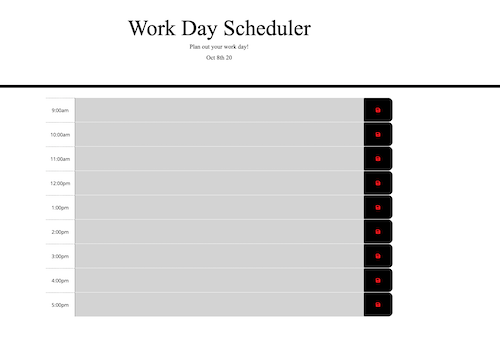 Work Day Scheduler
Plan out your work day!
Oct 8th 20
9:00am
10:00am
11:00am
12:00pm
1:00pm
2:00pm
3:00pm
4:00pm
5:00pm